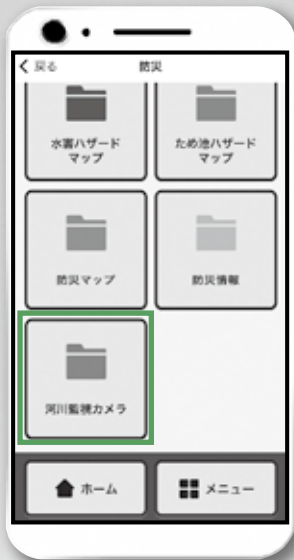 戻る
防災
水害ハザード
マップ
ため池ハザード
マップ
防災マップ
防災情報
河川監視カメラ
ホーム
メニュー